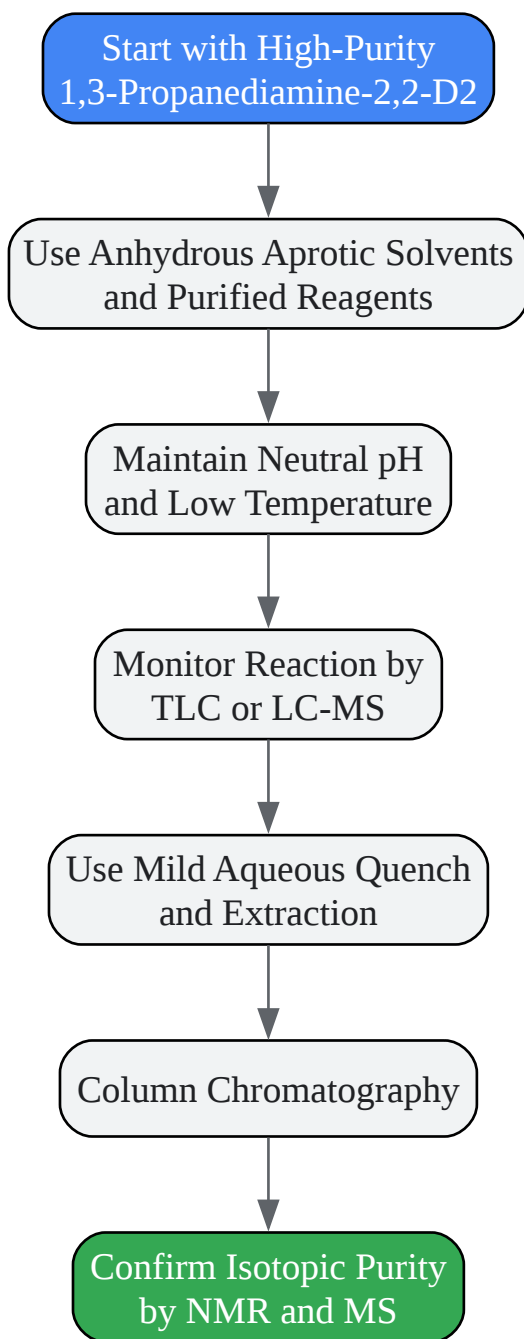 Start with High-Purity
1,3-Propanediamine-2,2-D2
Use Anhydrous Aprotic Solvents
and Purified Reagents
Maintain Neutral pH
and Low Temperature
Monitor Reaction by
TLC or LC-MS
Use Mild Aqueous Quench
and Extraction
Column Chromatography
Confirm Isotopic Purity
by NMR and MS